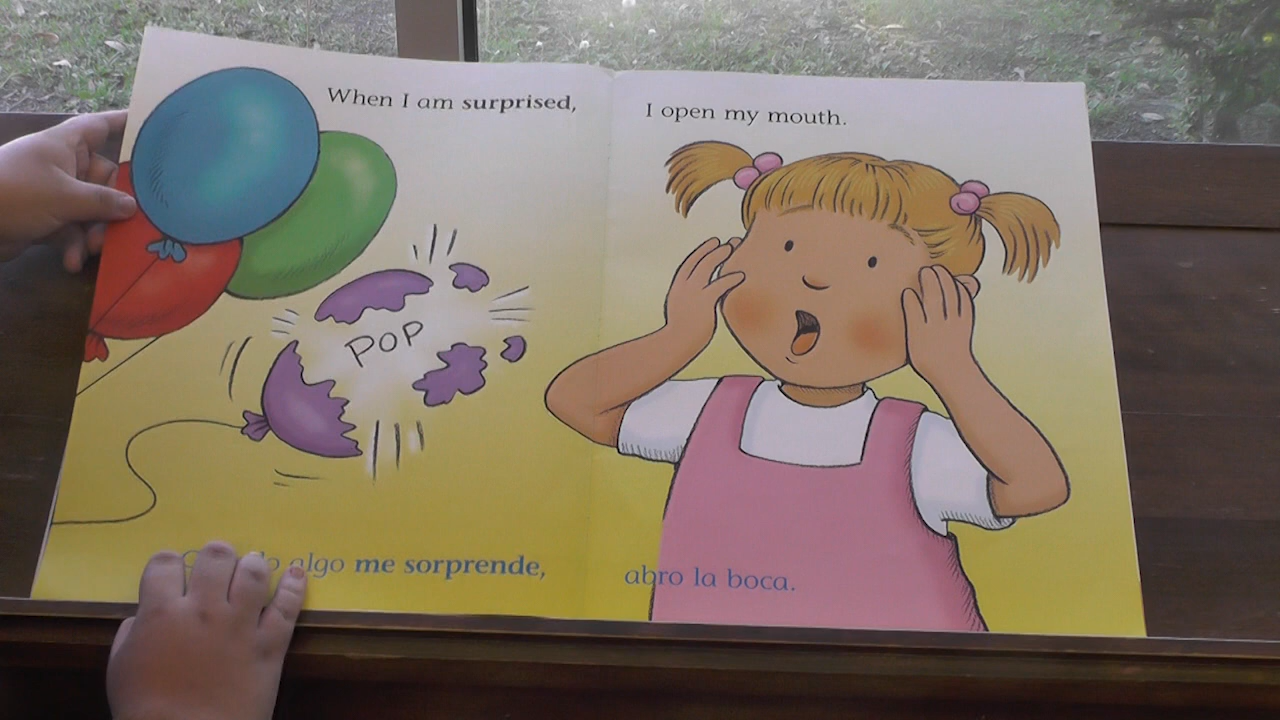 When I am surprised,
I open my mouth.
POP
algo me sorprende,
abro la boca.